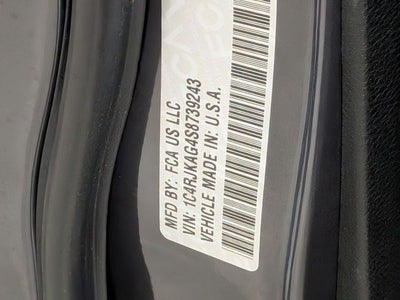 MFD BY: FCA US LLC
VIN: 1C4RJKAG4S8739243
VEHICLE MADE IN: U.S.A.